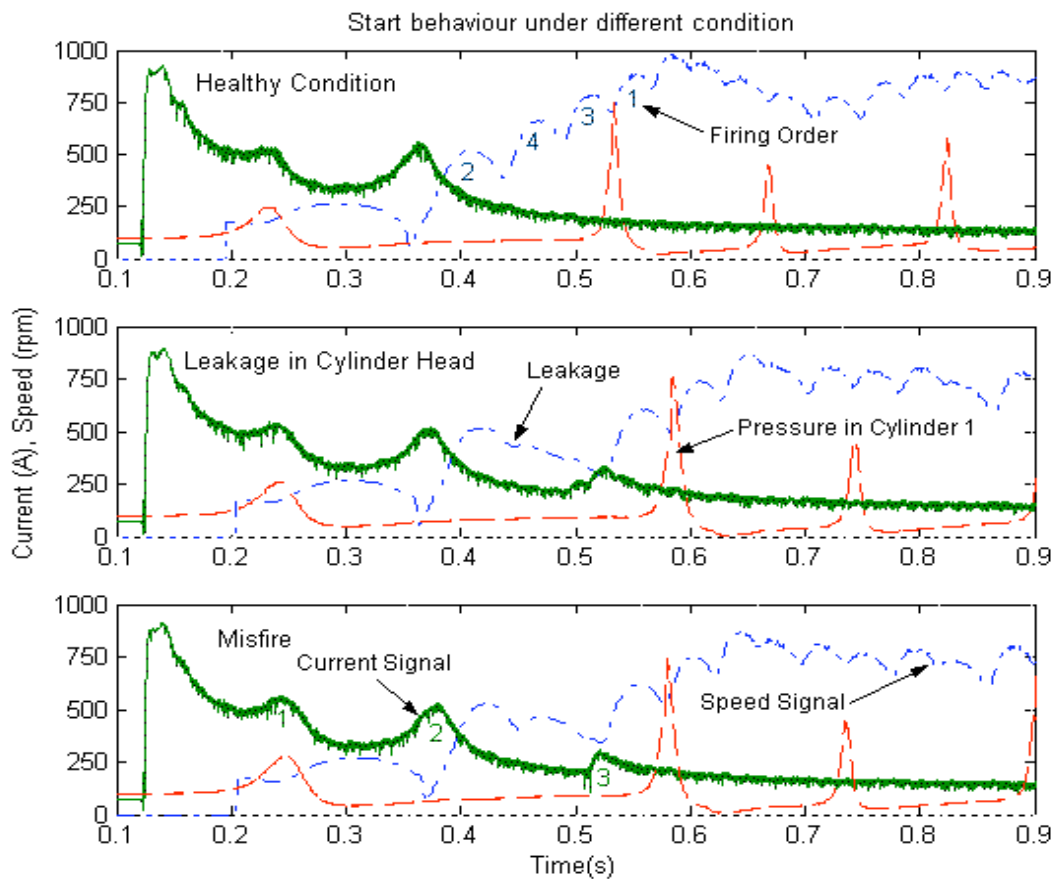 Start behaviour under different condition
Current (A), Speed (rpm)
1000
750
500
250
0
Healthy Condition
2
4
3
1
Firing Order
0.1 0.2 0.3 0.4 0.5 0.6 0.7 0.8 0.9
1000
750
500
250
0
Leakage in Cylinder Head
Leakage
Pressure in Cylinder 1
0.1 0.2 0.3 0.4 0.5 0.6 0.7 0.8 0.9
1000
750
500
250
0
Misfire
Current Signal
Speed Signal
1
2
3
0.1 0.2 0.3 0.4 0.5 0.6 0.7 0.8 0.9
Time(s)